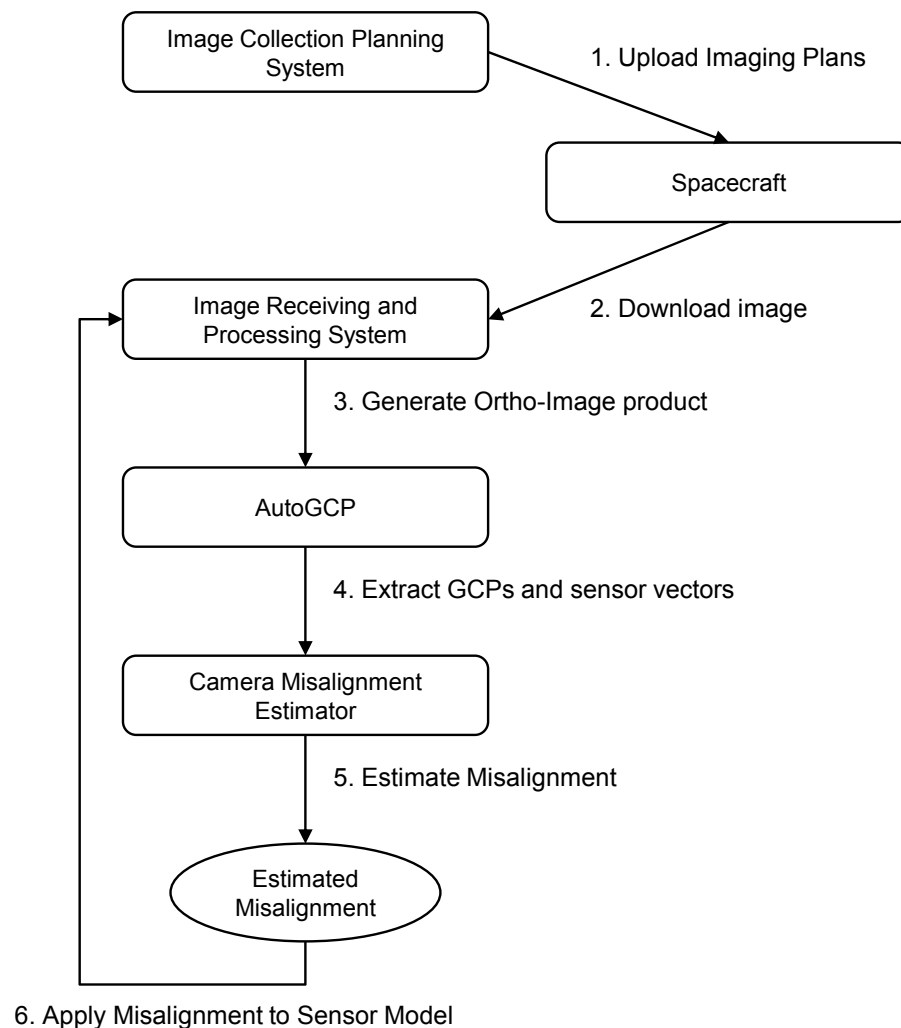 Image Collection Planning
System
1. Upload Imaging Plans
Spacecraft
2. Download image
Image Receiving and
Processing System
3. Generate Ortho-Image product
AutoGCP
4. Extract GCPs and sensor vectors
Camera Misalignment
Estimator
5. Estimate Misalignment
Estimated
Misalignment
6. Apply Misalignment to Sensor Model